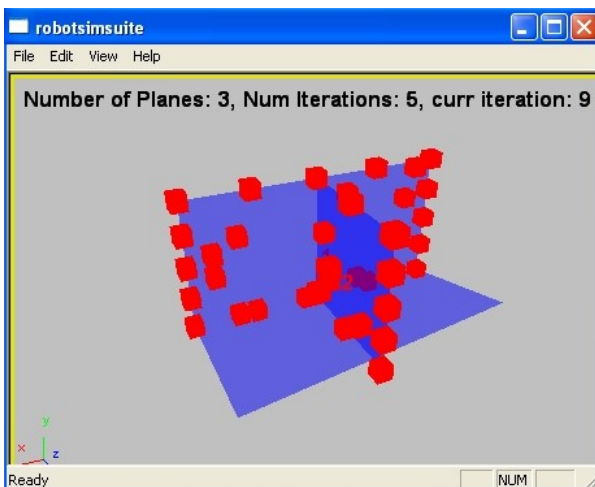 robotsimsuite
File Edit View Help
Number of Planes: 3, Num Iterations: 5, curr iteration: 9
y
x
z
Ready NUM